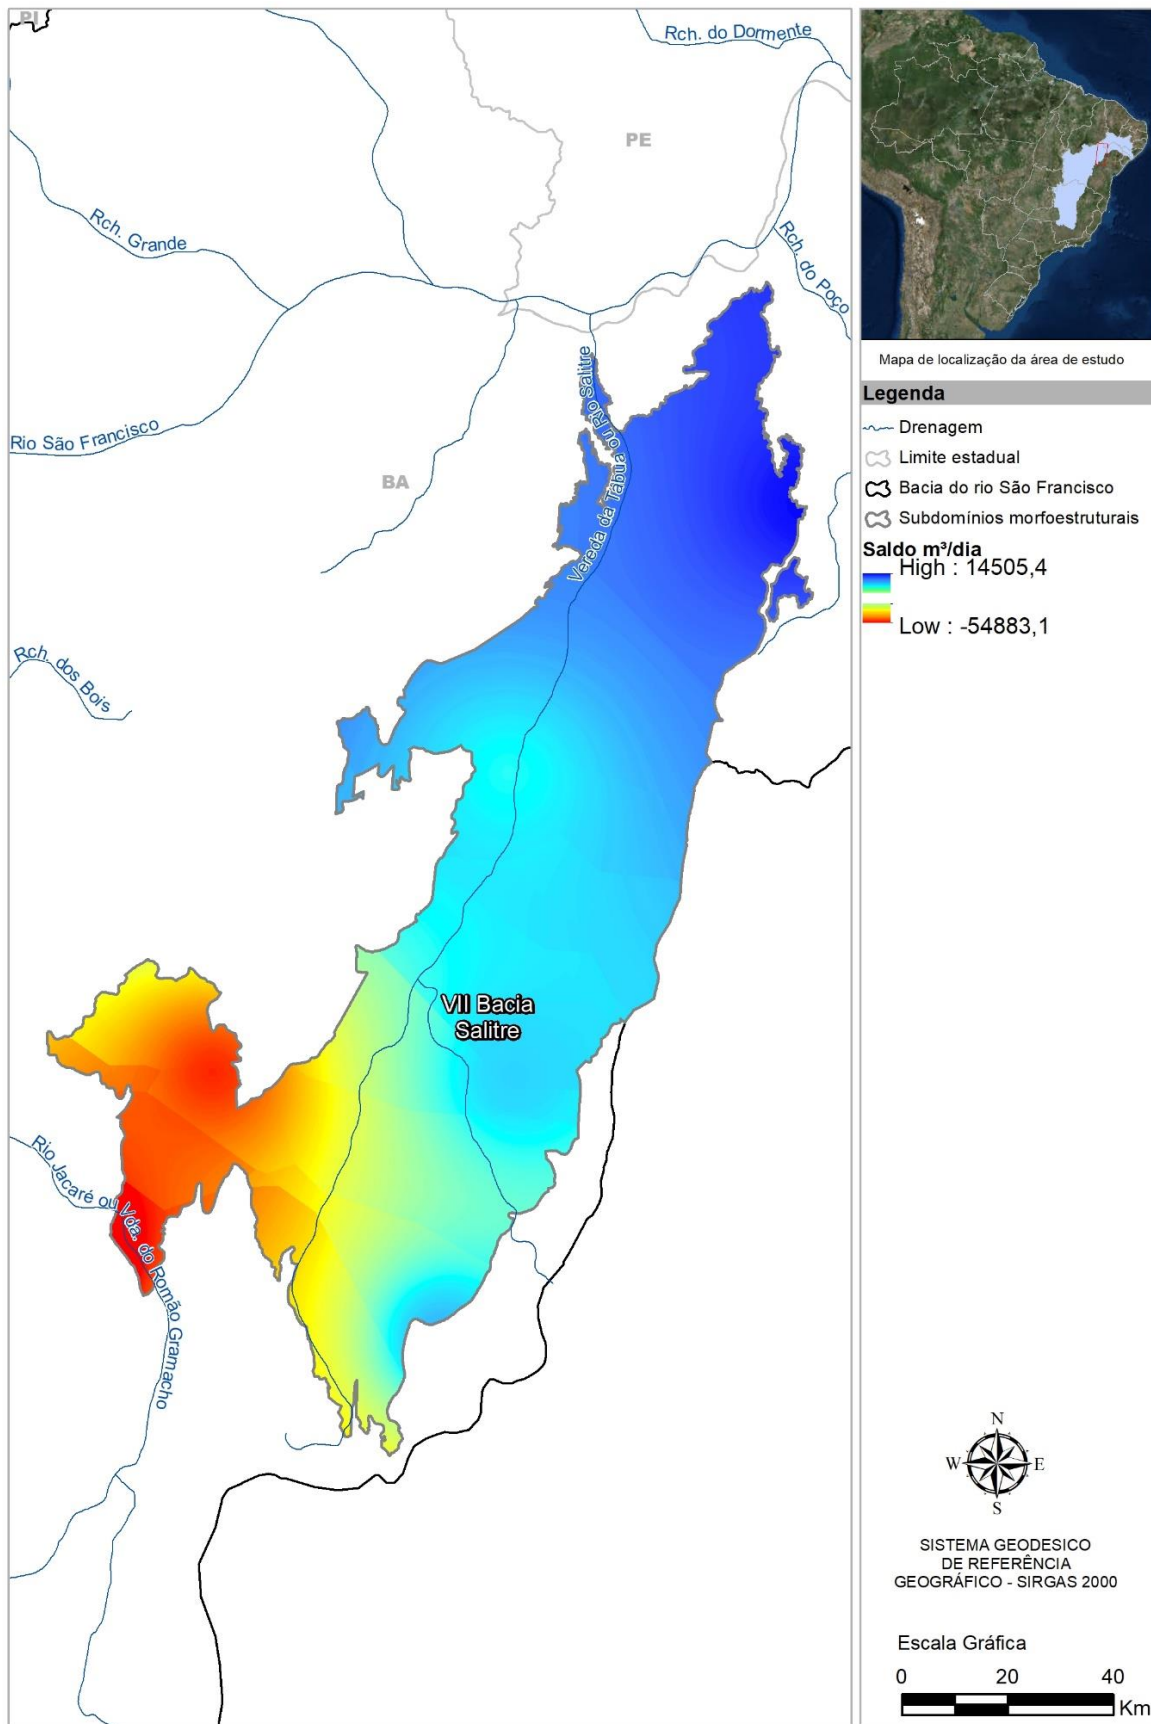 PI
Rch. do Dormente
PE
Rch. Grande
Rch. do Poço
Rio São Francisco
BA
Vereda da Tábua ou Rio Salitre
Rch. dos Bois
VII Bacia
Salitre
Rio Jacaré ou Vda. do Romão Gramacho
Mapa de localização da área de estudo
Legenda
Drenagem
Limite estadual
Bacia do rio São Francisco
Subdomínios morfoestruturais
Saldo m³/dia
High : 14505,4
Low : -54883,1
N
W E
S
SISTEMA GEODESICO
DE REFERÊNCIA
GEOGRÁFICO - SIRGAS 2000
Escala Gráfica
0 20 40
Km